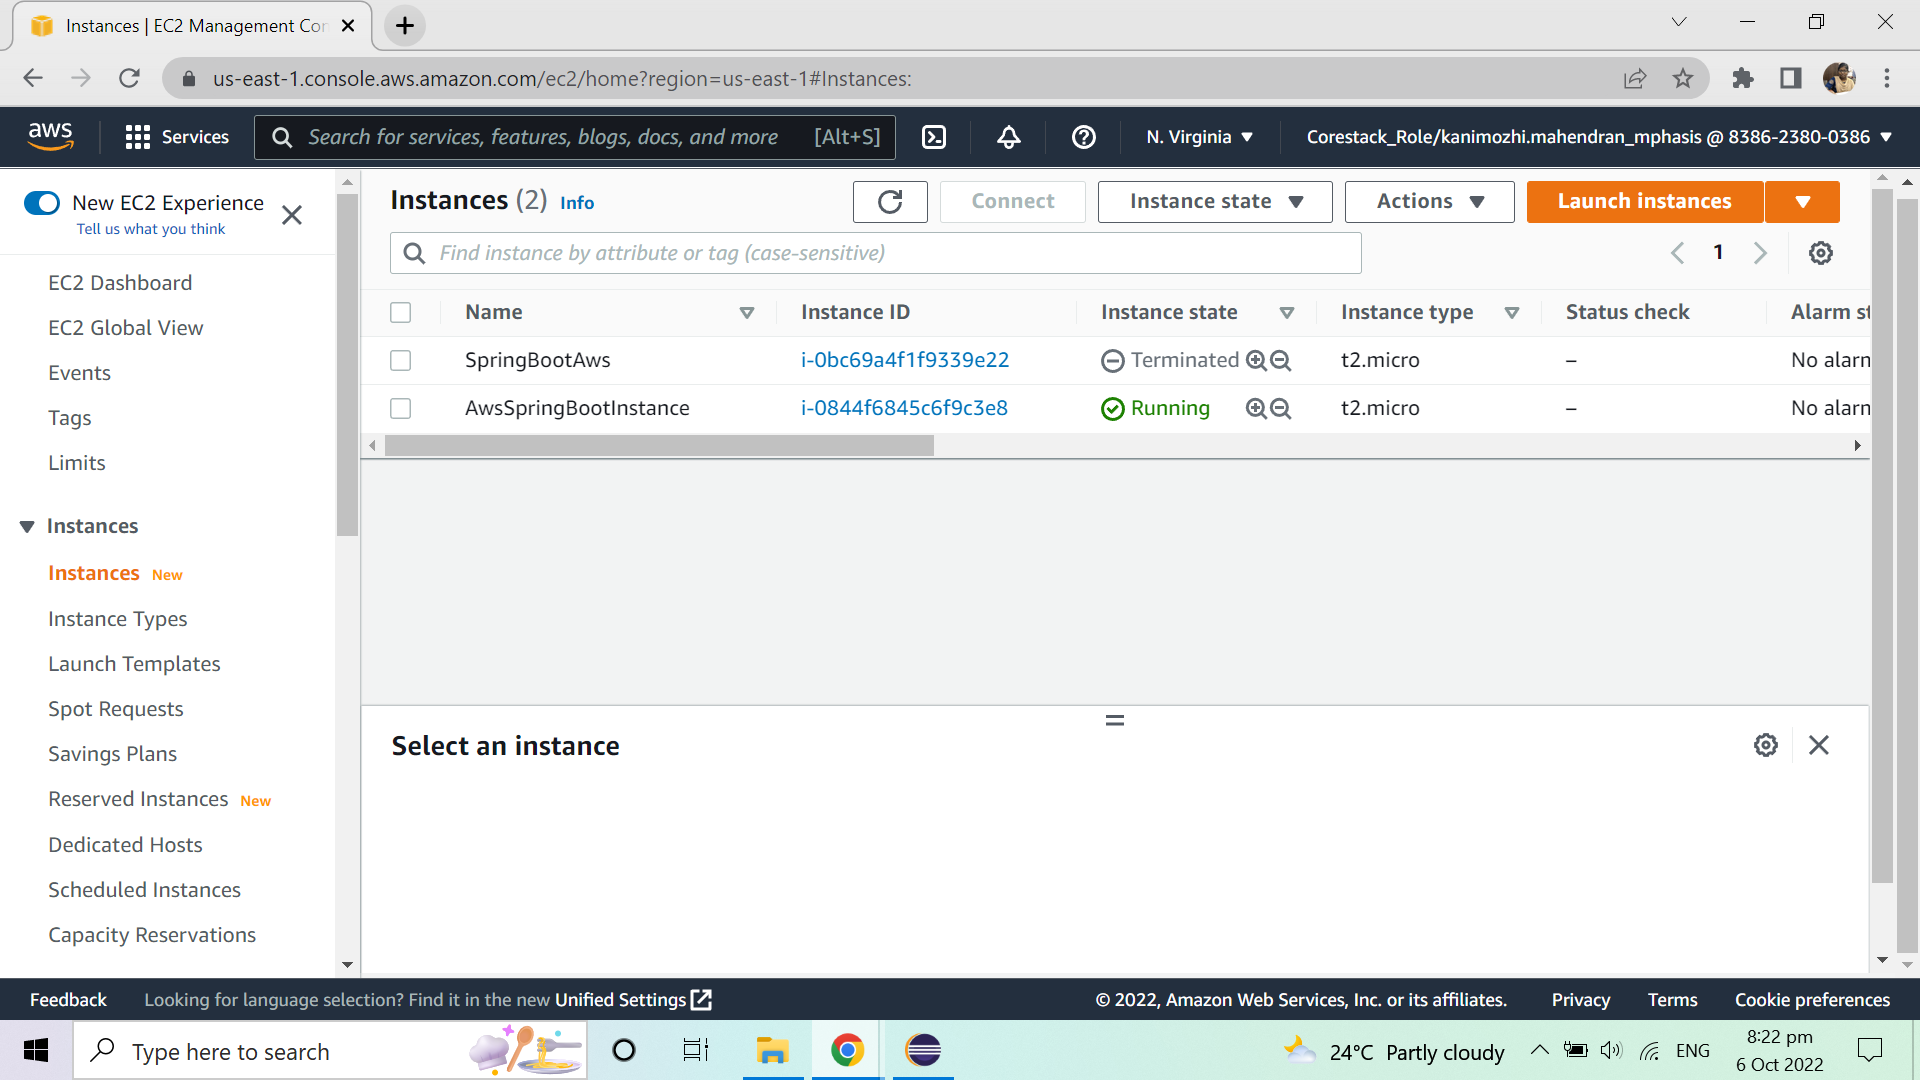 Instances | EC2 Management Con
us-east-1.console.aws.amazon.com/ec2/home?region=us-east-1#Instances:
aws
Services
Search for services, features, blogs, docs, and more [Alt+S]
N. Virginia
Corestack_Role/kanimozhi.mahendran_mphasis @ 8386-2380-0386
New EC2 Experience
Tell us what you think
EC2 Dashboard
EC2 Global View
Events
Tags
Limits
Instances
Instances New
Instance Types
Launch Templates
Spot Requests
Savings Plans
Reserved Instances New
Dedicated Hosts
Scheduled Instances
Capacity Reservations
Instances (2) Info
Connect
Instance state
Actions
Launch instances
Find instance by attribute or tag (case-sensitive)
1
Name Instance ID Instance state Instance type Status check Alarm st
SpringBootAws i-0bc69a4f1f9339e22 Terminated t2.micro – No alarn
AwsSpringBootInstance i-0844f6845c6f9c3e8 Running t2.micro – No alarn
Select an instance
Feedback Looking for language selection? Find it in the new Unified Settings
© 2022, Amazon Web Services, Inc. or its affiliates. Privacy Terms Cookie preferences
Type here to search
24°C Partly cloudy
ENG
8:22 pm
6 Oct 2022